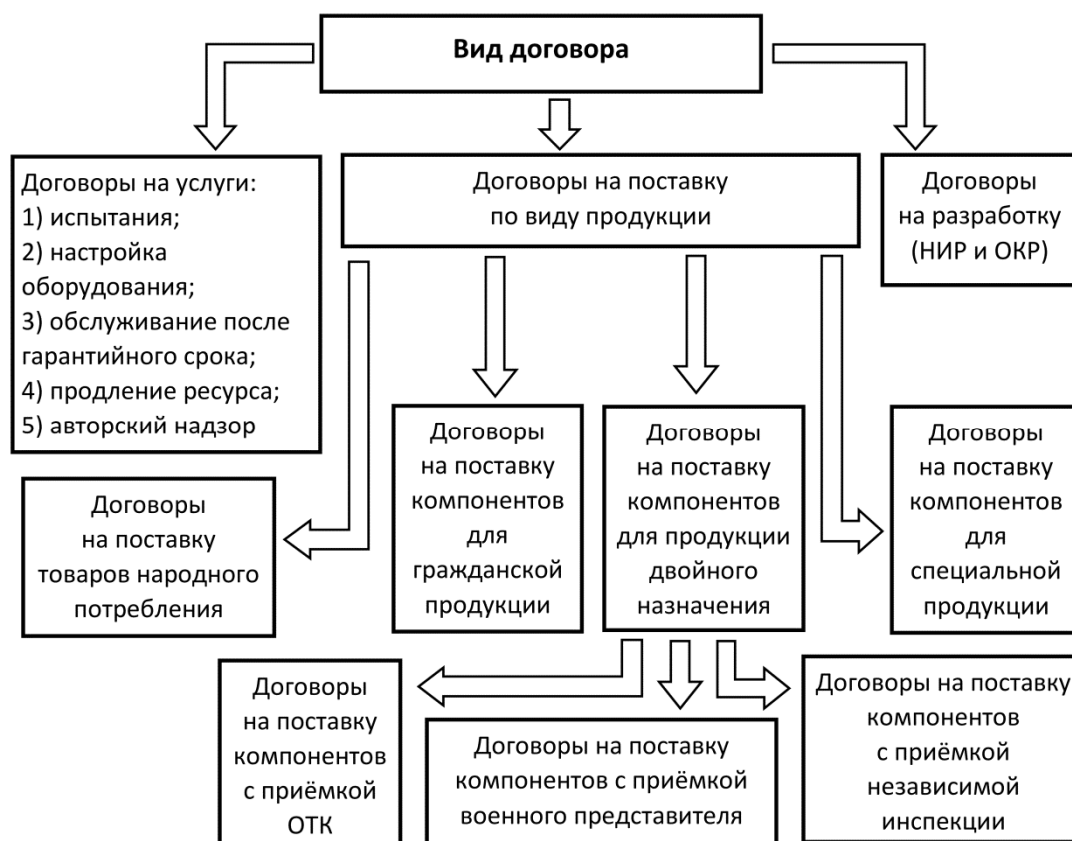 Вид договора
Договоры на услуги:
1) испытания;
2) настройка
оборудования;
3) обслуживание после
гарантийного срока;
4) продление ресурса;
5) авторский надзор
Договоры на поставку
по виду продукции
Договоры
на разработку
(НИР и ОКР)
Договоры
на поставку
товаров народного
потребления
Договоры
на поставку
компонентов
для
гражданской
продукции
Договоры
на поставку
компонентов
для продукции
двойного
назначения
Договоры
на поставку
компонентов
для
специальной
продукции
Договоры
на поставку
компонентов
с приёмкой
ОТК
Договоры на поставку
компонентов с приёмкой
военного представителя
Договоры на поставку
компонентов
с приёмкой
независимой
инспекции